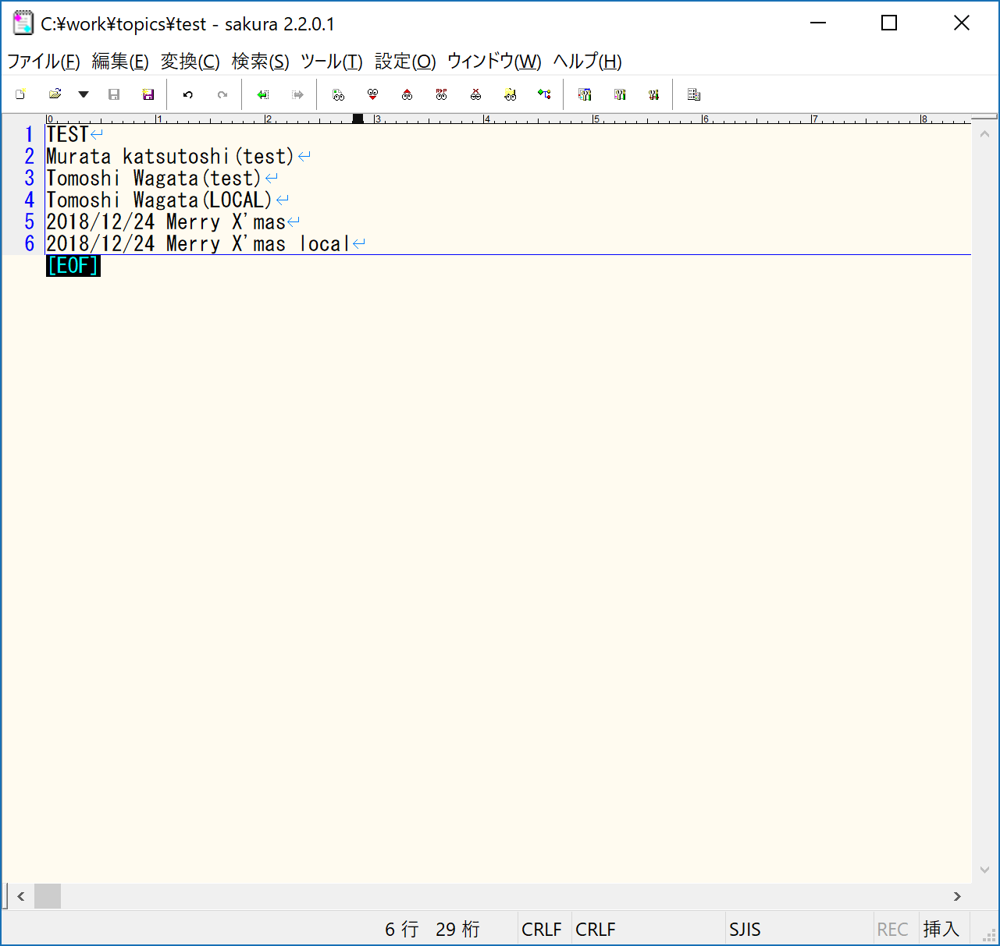 C:¥work¥topics¥test - sakura 2.2.0.1
ファイル(F) 編集(E) 変換(C) 検索(S) ツール(T) 設定(O) ウィンドウ(W) ヘルプ(H)
0 1 2 3 4 5 6 7 8
1 TEST
2 Murata katsutoshi(test)
3 Tomoshi Wagata(test)
4 Tomoshi Wagata(LOCAL)
5 2018/12/24 Merry X'mas
6 2018/12/24 Merry X'mas local
[EOF]
6 行 29 桁 CRLF CRLF SJIS REC 挿入